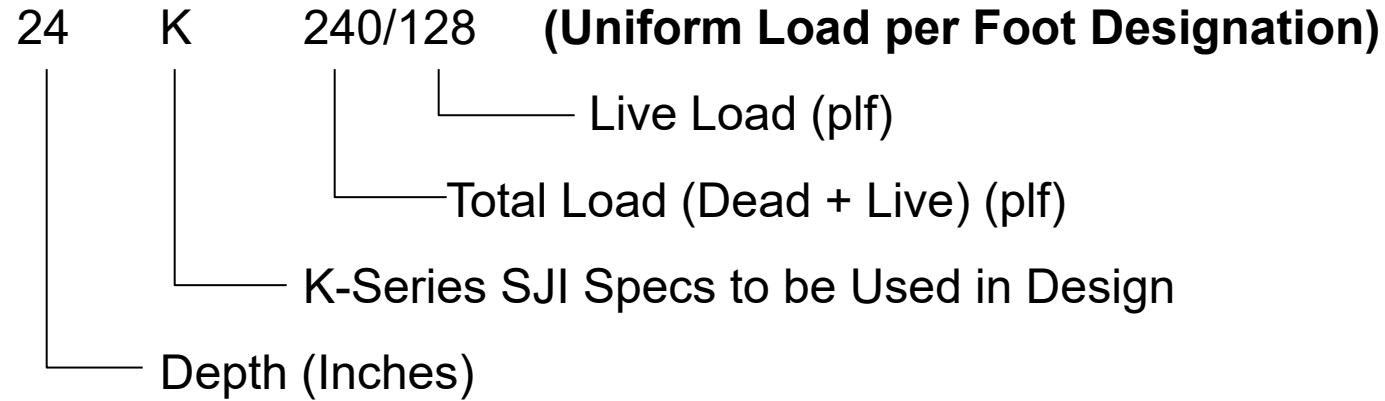 24 K 240/128 (Uniform Load per Foot Designation)
Live Load (plf)
Total Load (Dead + Live) (plf)
K-Series SJI Specs to be Used in Design
Depth (Inches)